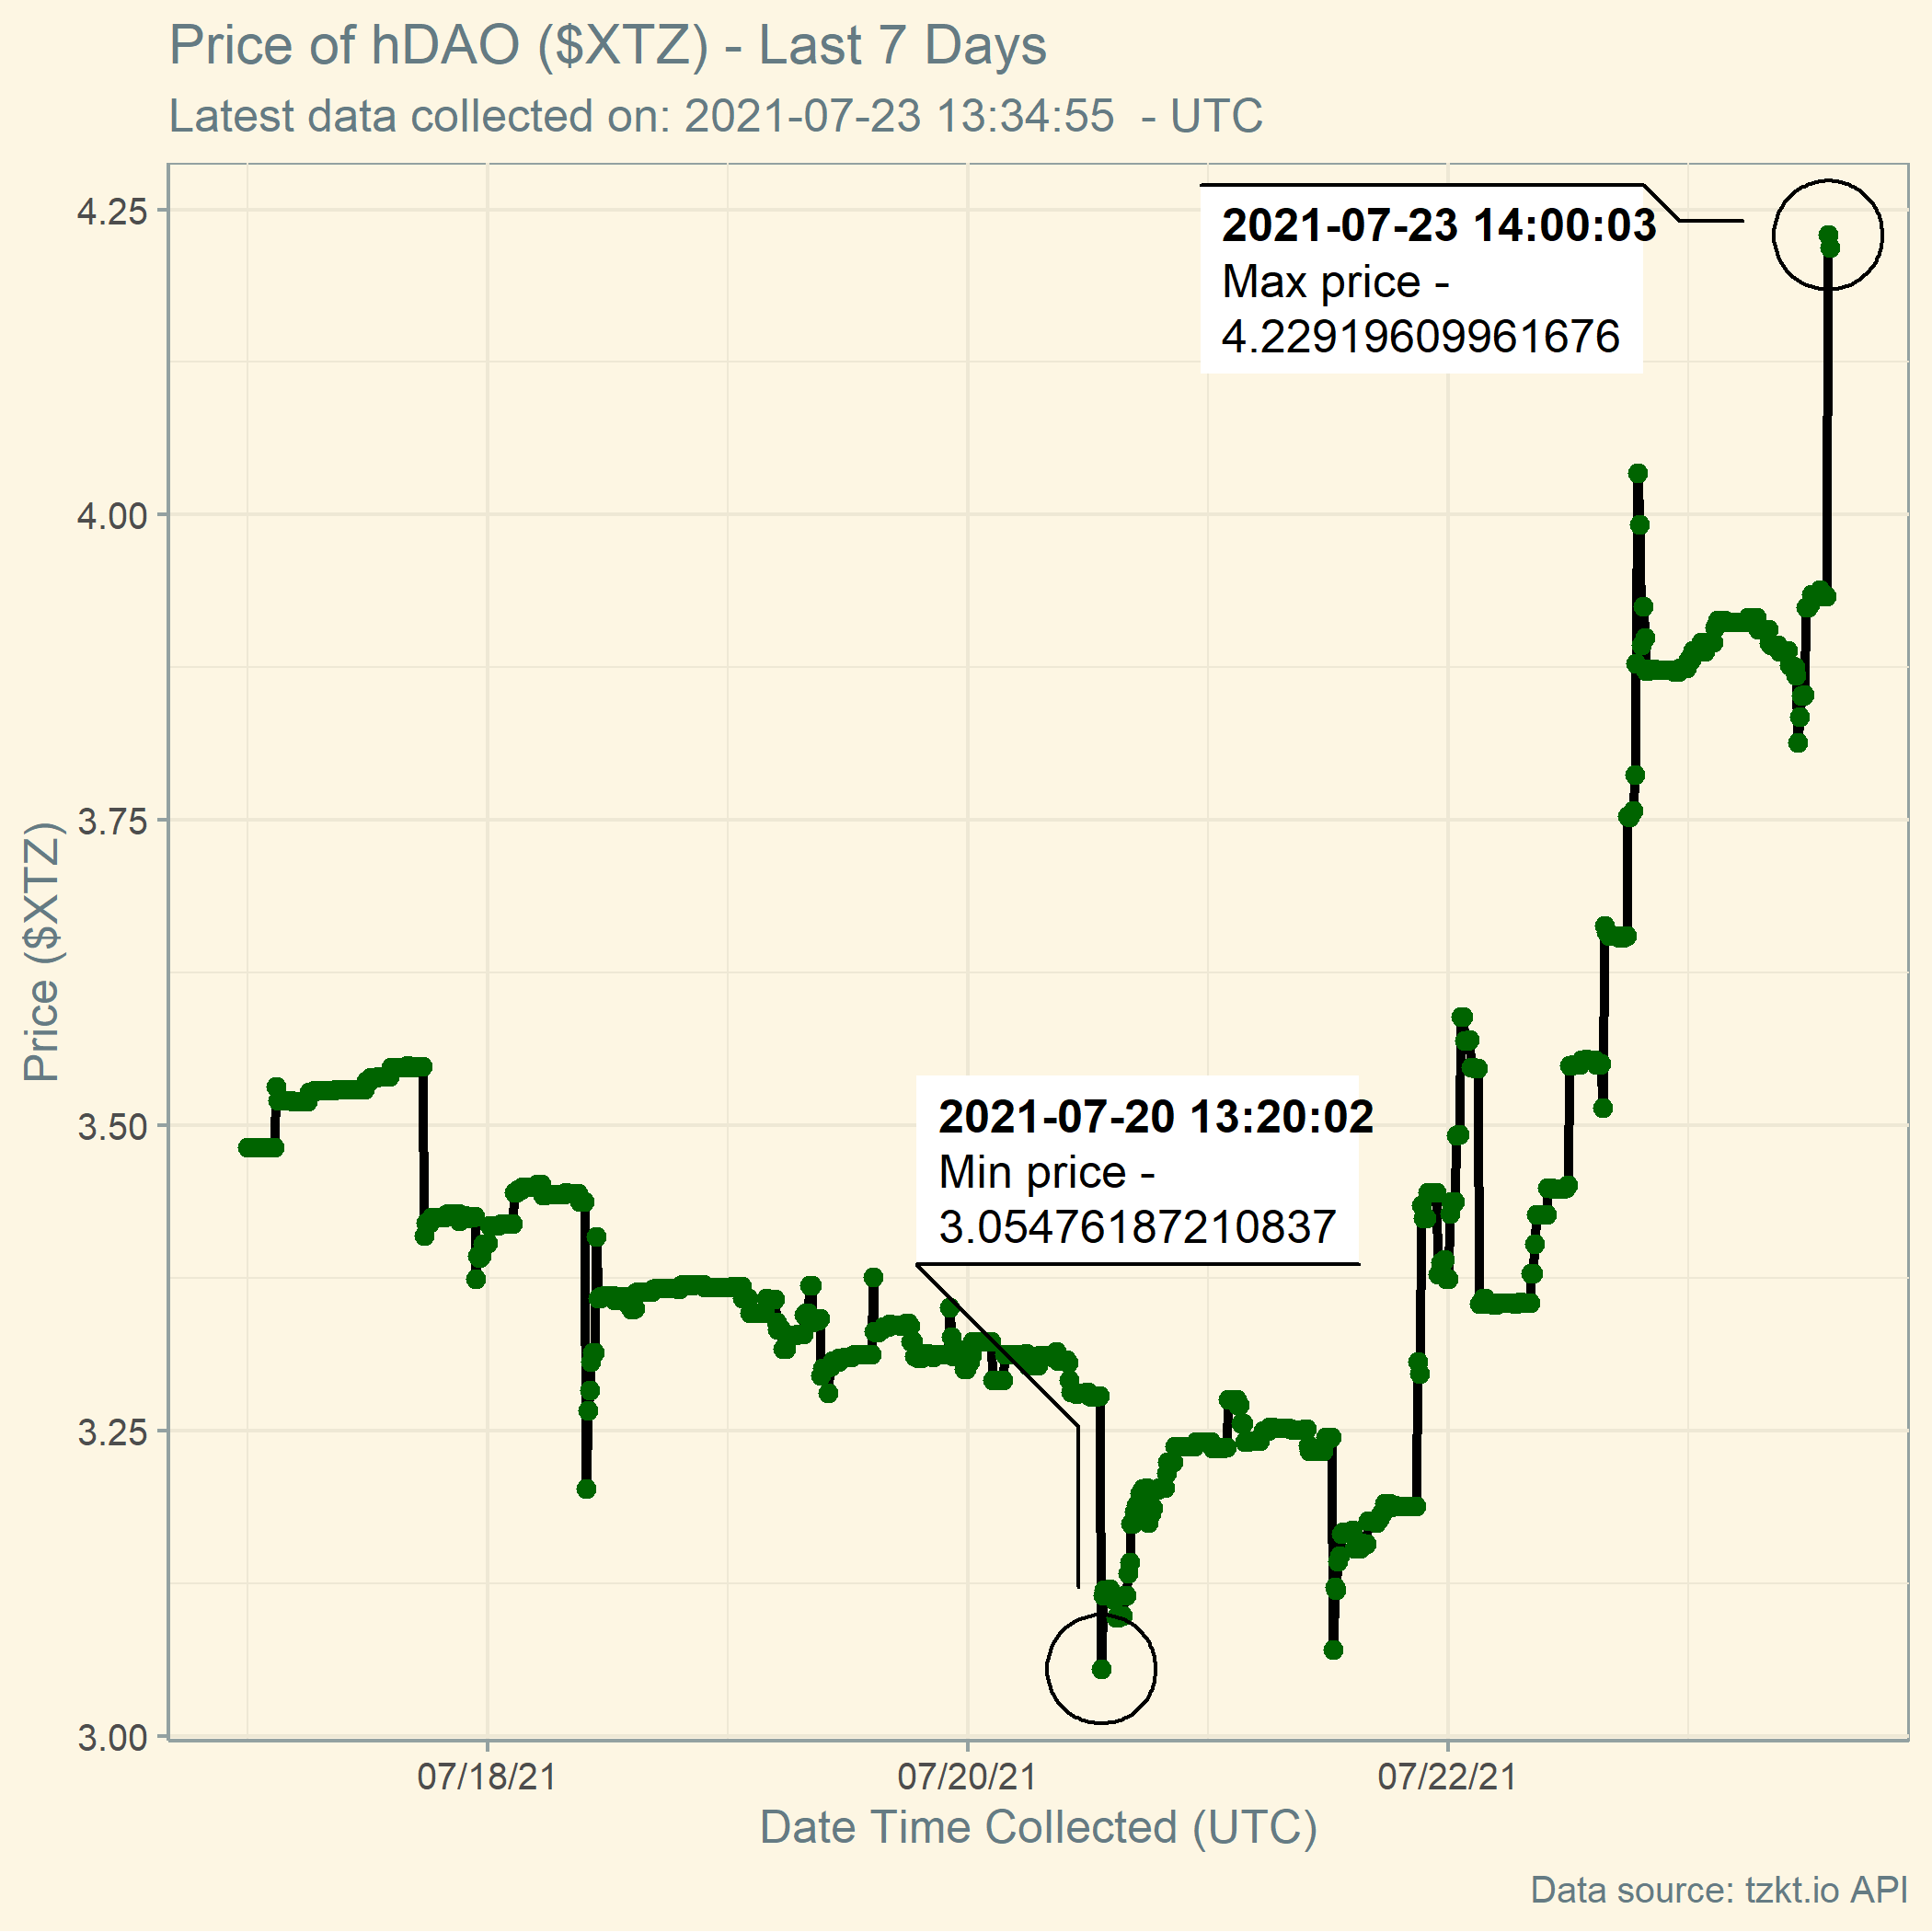 Price of hDAO ($XTZ) - Last 7 Days
Latest data collected on: 2021-07-23 13:34:55  - UTC
2021-07-23 14:00:03
Max price -
4.22919609961676
2021-07-20 13:20:02
Min price -
3.05476187210837
Price ($XTZ)
4.25
4.00
3.75
3.50
3.25
3.00
07/18/21
07/20/21
07/22/21
Date Time Collected (UTC)
Data source: tzkt.io API